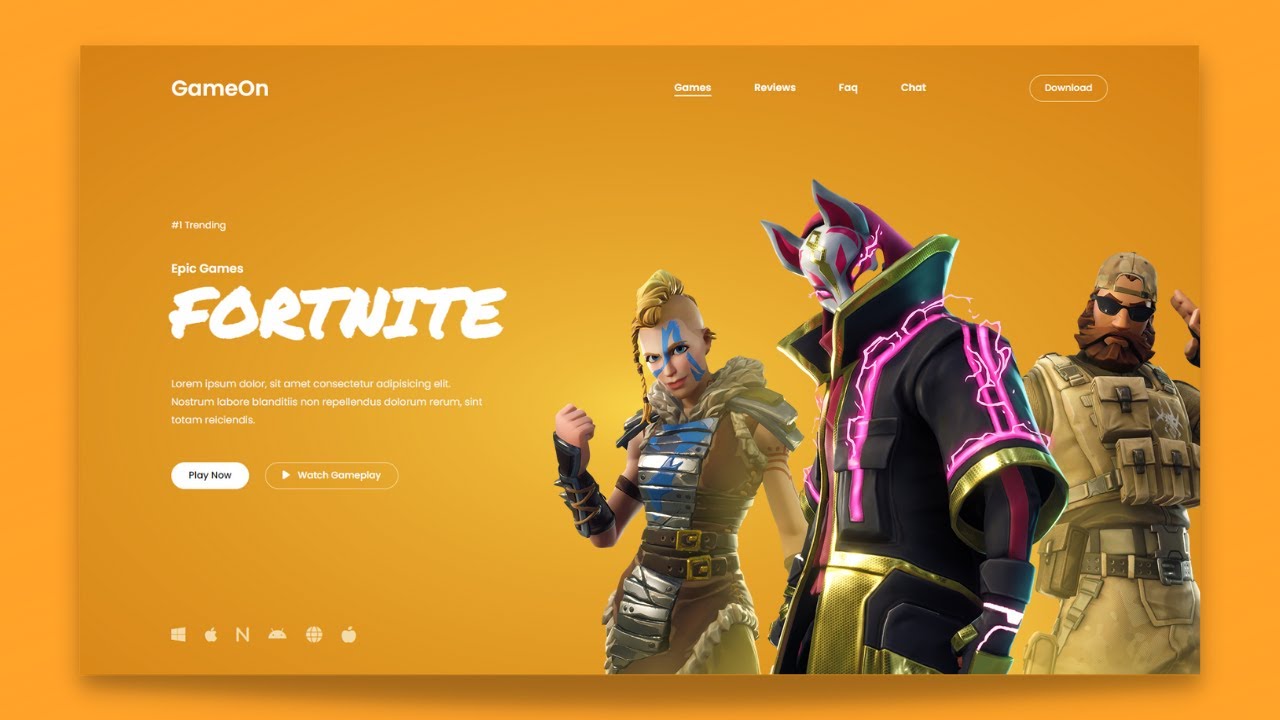 GameOn
Games Reviews Faq Chat Download
#1 Trending
Epic Games
FORTNITE
Lorem ipsum dolor, sit amet consectetur adipisicing elit.
Nostrum labore blanditiis non repellendus dolorum rerum, sint
totam reiciendis.
Play Now Watch Gameplay